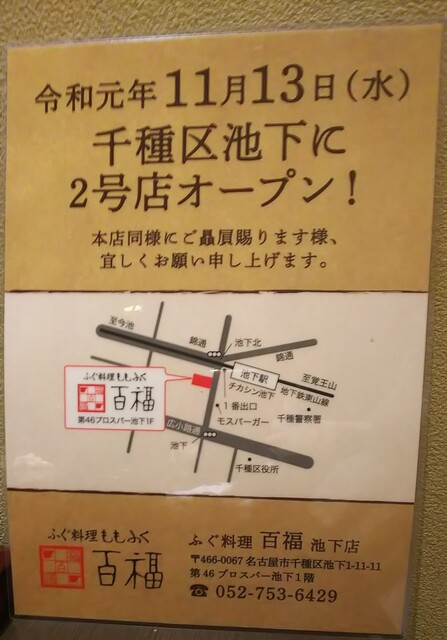 令和元年11月13日(水)
千種区池下に
2号店オープン!
本店同様にご贔屓賜ります様、
宜しくお願い申し上げます。
至今池
錦通
池下北
錦通
池下駅
チカシン池下
至覚王山
地下鉄東山線
ふぐ料理ももふく
百福
第46プロスパー池下1F
1番出口
モスバーガー
千種警察署
広小路通
池下
千種区役所
ふぐ料理ももふく
百福
ふぐ料理 百福 池下店
〒466-0067 名古屋市千種区池下1-11-11
第46プロスパー池下1階
☎ 052-753-6429